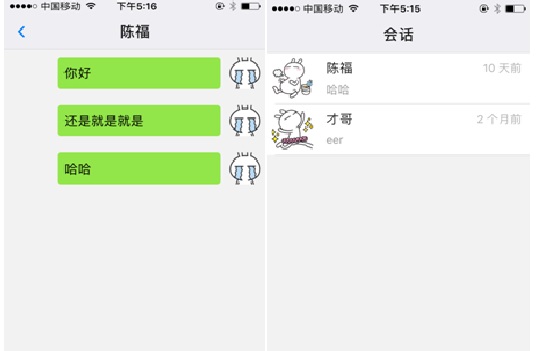 中国移动 下午5:16
陈福
你好
还是就是就是
哈哈
中国移动 下午5:15
会话
陈福 10 天前
哈哈
才哥 2 个月前
eer